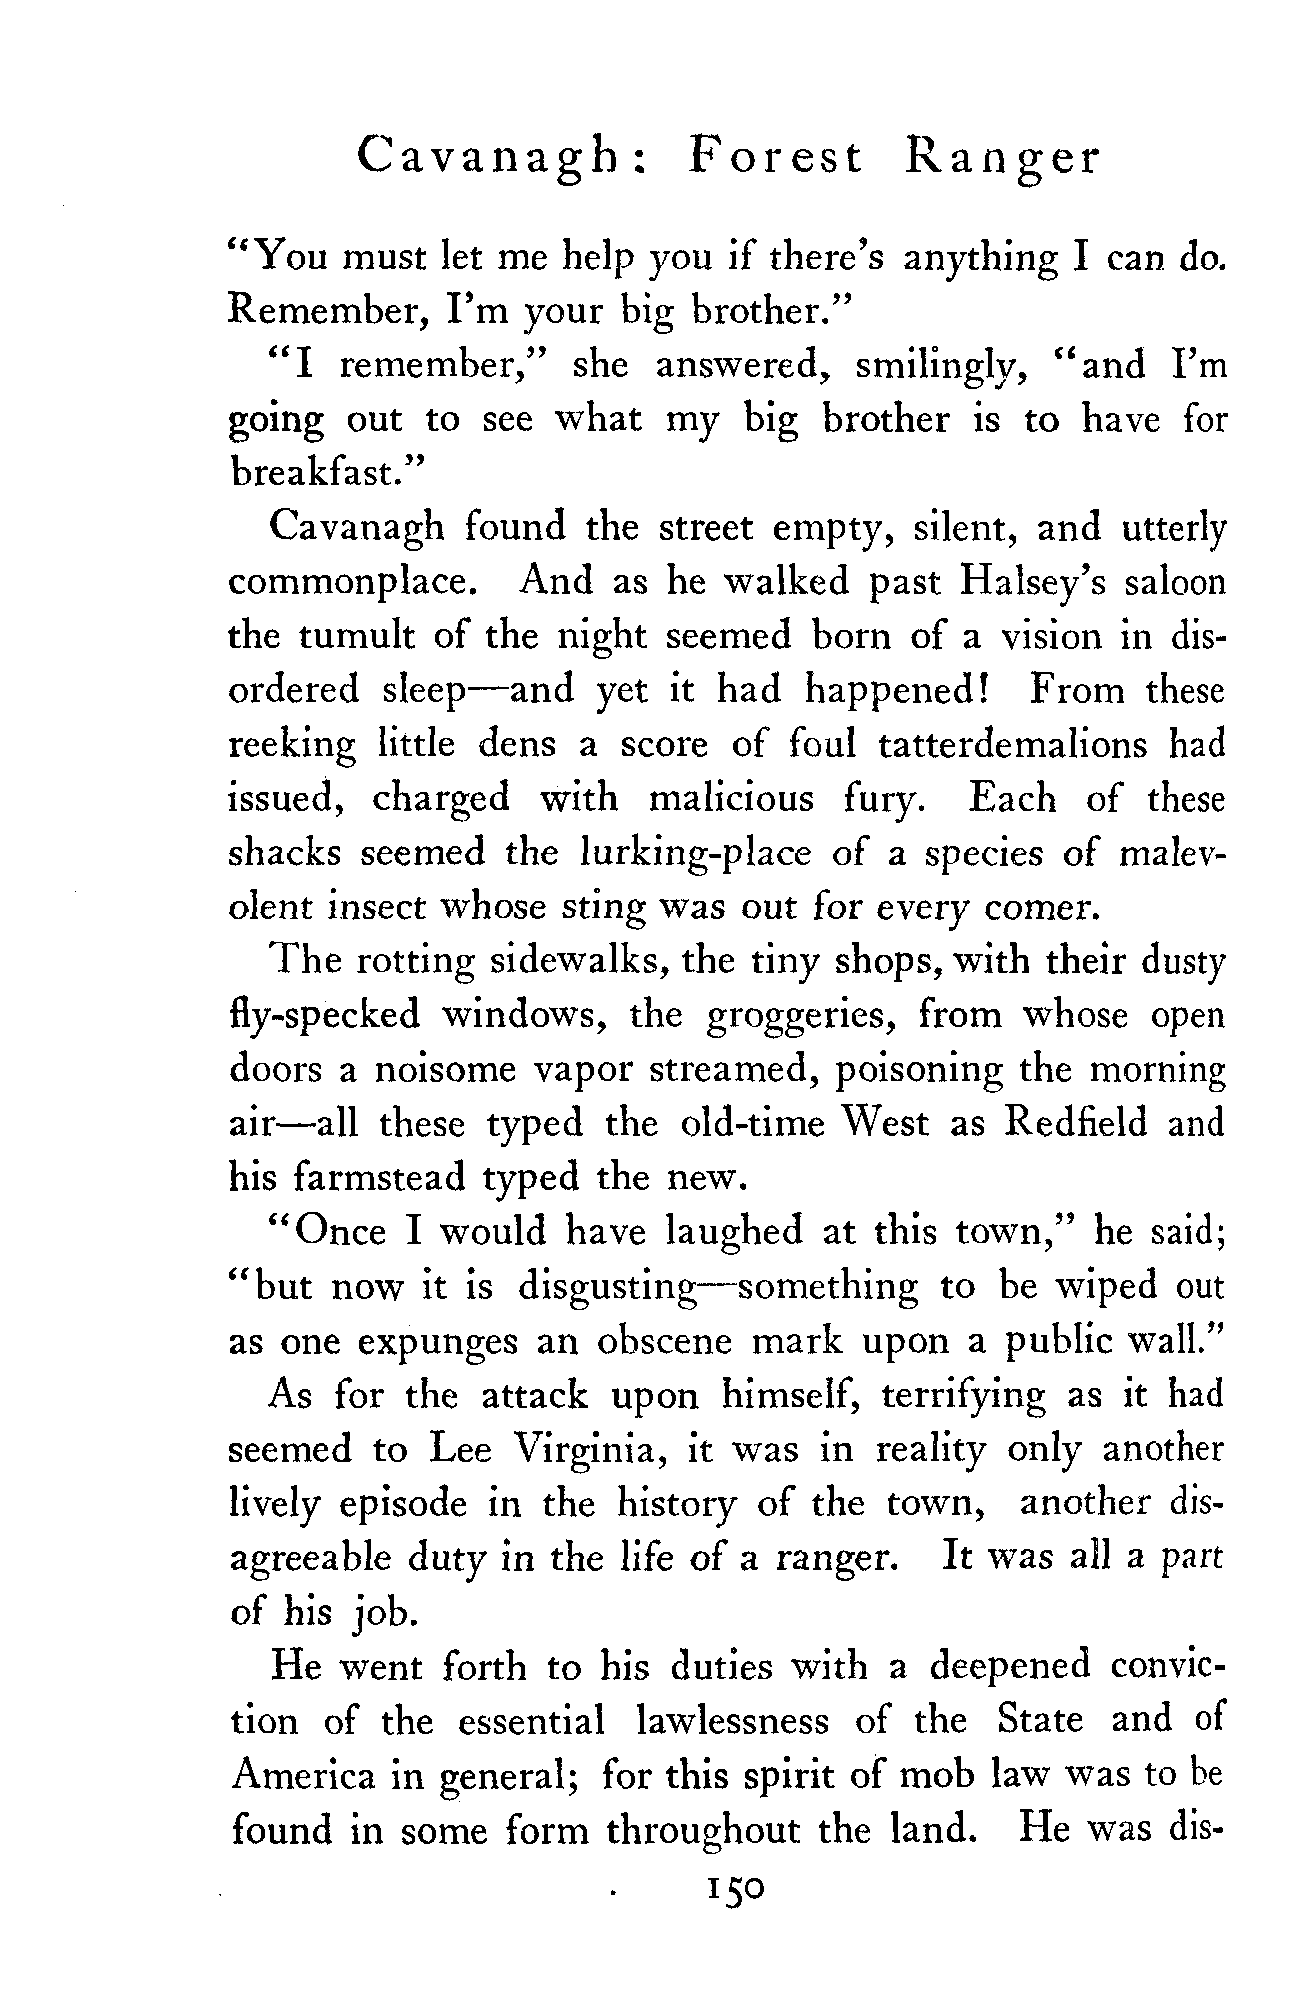 Cavanagh: Forest Ranger
“You must let me help you if there’s anything I can do.
Remember, I’m your big brother.”
“I remember,” she answered, smilingly, “and I’m
going out to see what my big brother is to have for
breakfast.”
Cavanagh found the street empty, silent, and utterly
commonplace. And as he walked past Halsey’s saloon
the tumult of the night seemed born of a vision in dis-
ordered sleep—and yet it had happened! From these
reeking little dens a score of foul tatterdemalions had
issued, charged with malicious fury. Each of these
shacks seemed the lurking-place of a species of malev-
olent insect whose sting was out for every comer.
The rotting sidewalks, the tiny shops, with their dusty
fly-specked windows, the groggeries, from whose open
doors a noisome vapor streamed, poisoning the morning
air—all these typed the old-time West as Redfield and
his farmstead typed the new.
“Once I would have laughed at this town,” he said;
“but now it is disgusting—something to be wiped out
as one expunges an obscene mark upon a public wall.”
As for the attack upon himself, terrifying as it had
seemed to Lee Virginia, it was in reality only another
lively episode in the history of the town, another dis-
agreeable duty in the life of a ranger. It was all a part
of his job.
He went forth to his duties with a deepened convic-
tion of the essential lawlessness of the State and of
America in general; for this spirit of mob law was to be
found in some form throughout the land. He was dis-
150